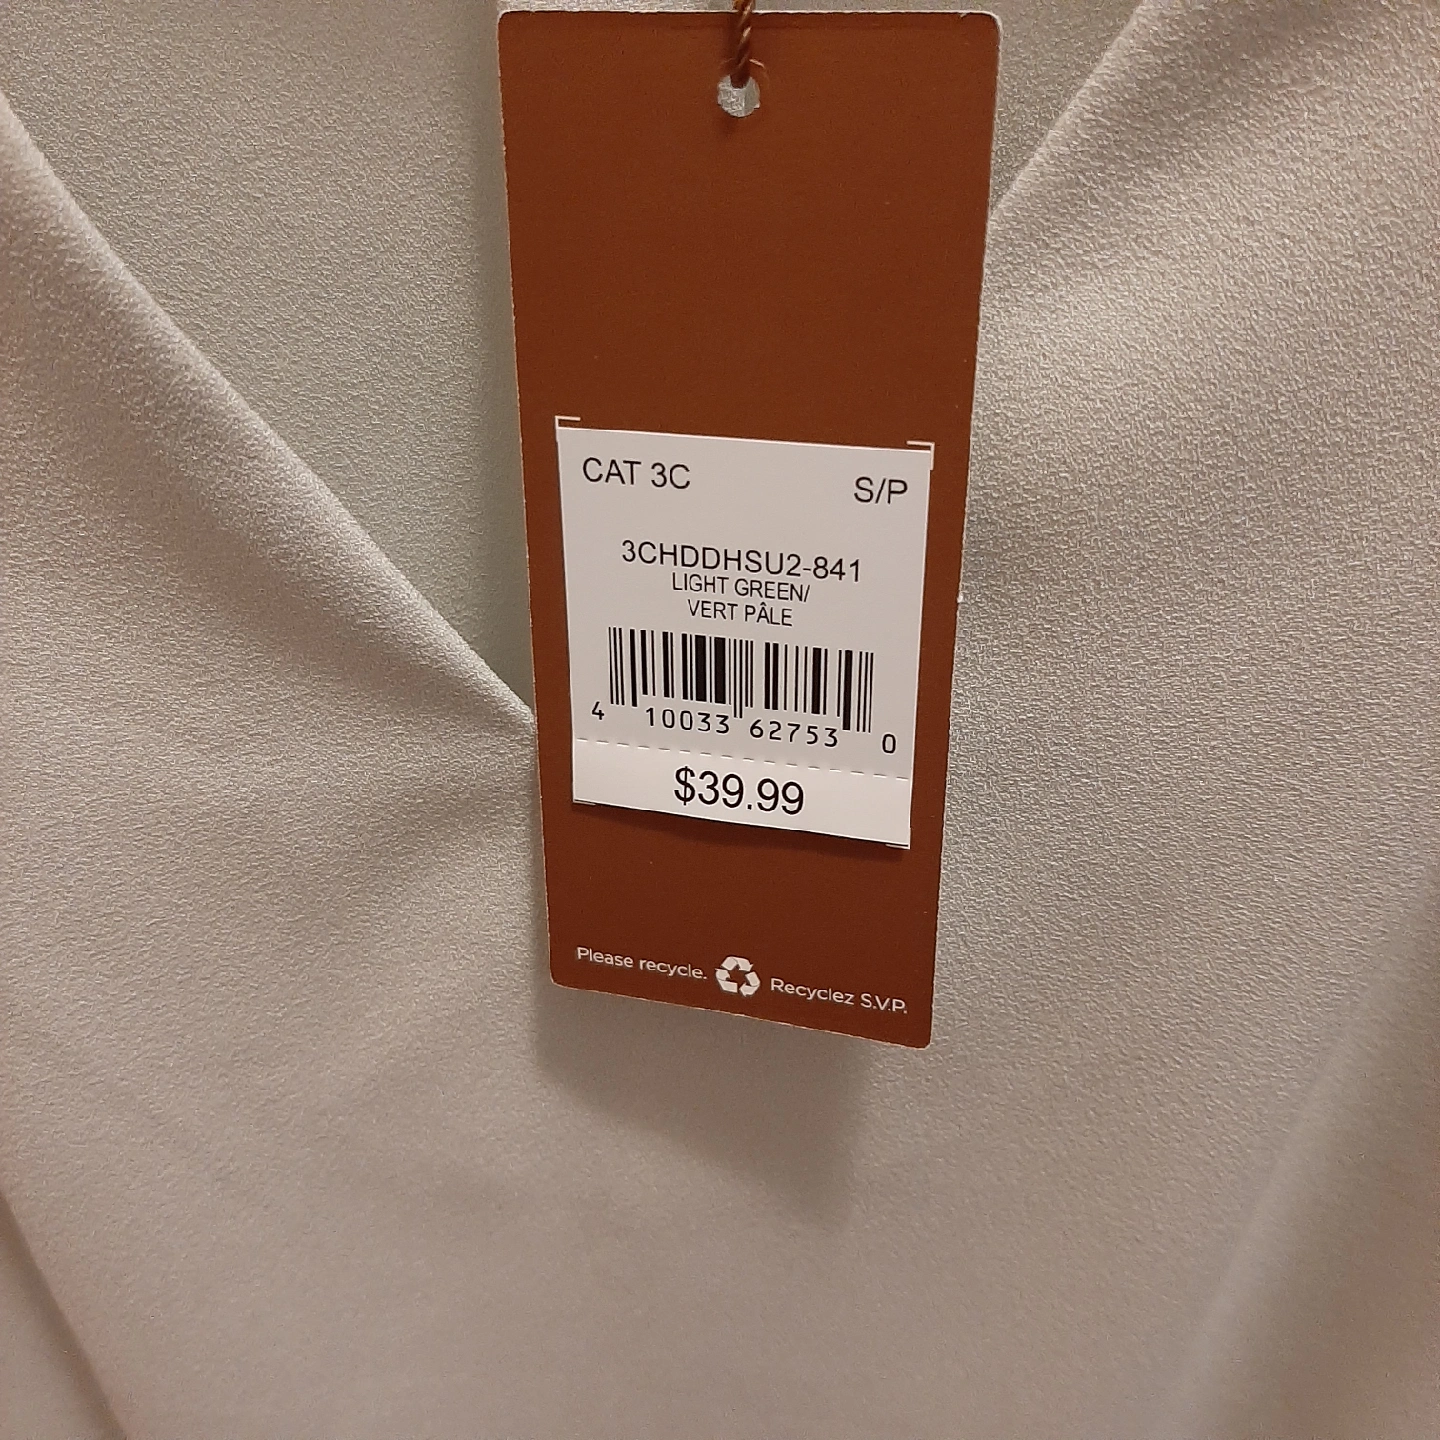 CAT 3C S/P
3CHDDHSU2-841
LIGHT GREEN/
VERT PÂLE
4 10033 62753 0
$39.99
Please recycle. Recyclez S.V.P.